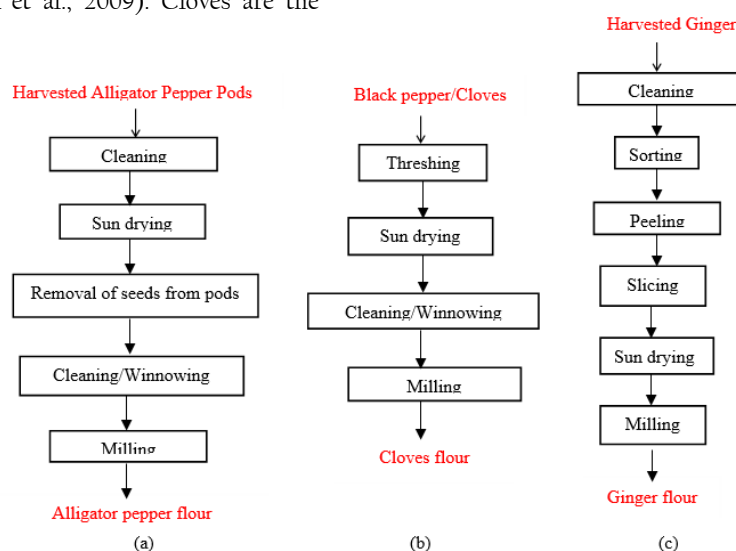 et al., 2009). Cloves are the
Harvested Alligator Pepper Pods
Cleaning
Sun drying
Removal of seeds from pods
Cleaning/Winnowing
Milling
Alligator pepper flour
(a)
Black pepper/Cloves
Threshing
Sun drying
Cleaning/Winnowing
Milling
Cloves flour
(b)
Harvested Ginger
Cleaning
Sorting
Peeling
Slicing
Sun drying
Milling
Ginger flour
(c)